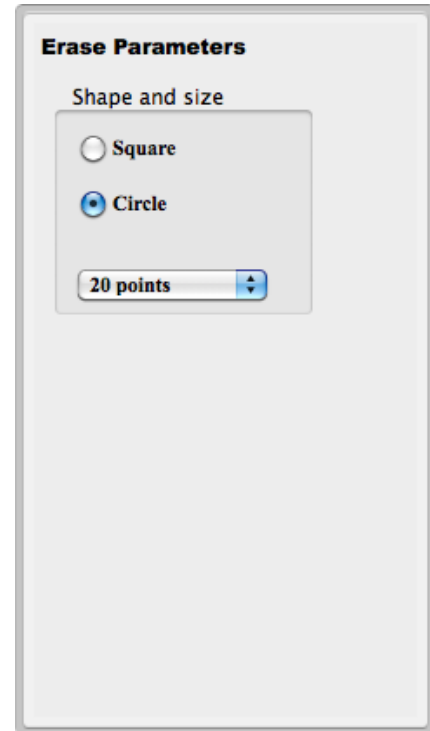 Erase Parameters
Shape and size
Square
Circle
20 points